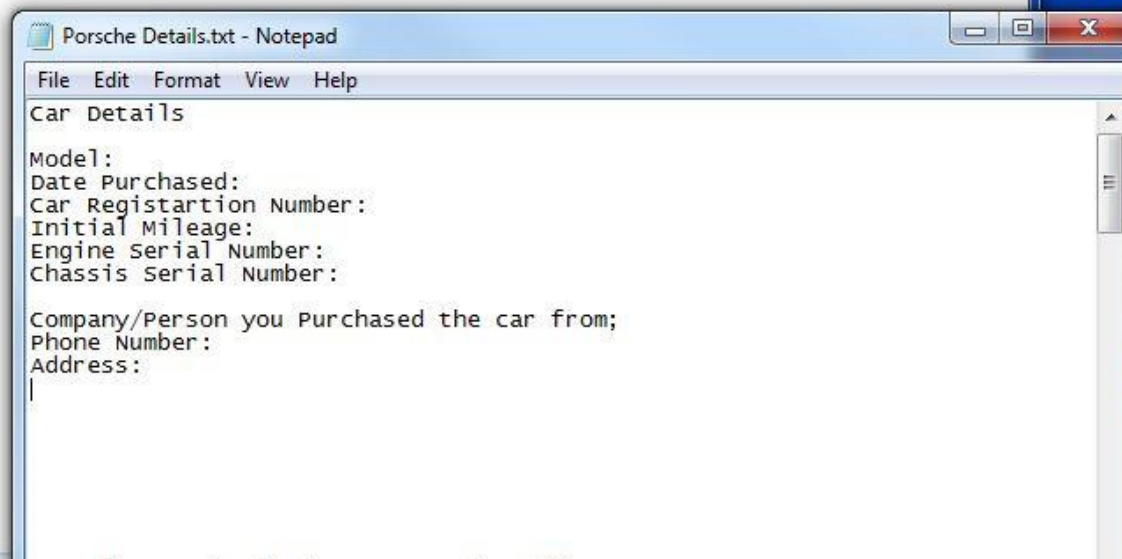 Porsche Details.txt - Notepad
File Edit Format View Help
Car Details
Model:
Date Purchased:
Car Registartion Number:
Initial Mileage:
Engine Serial Number:
Chassis Serial Number:
Company/Person you Purchased the car from;
Phone Number:
Address: